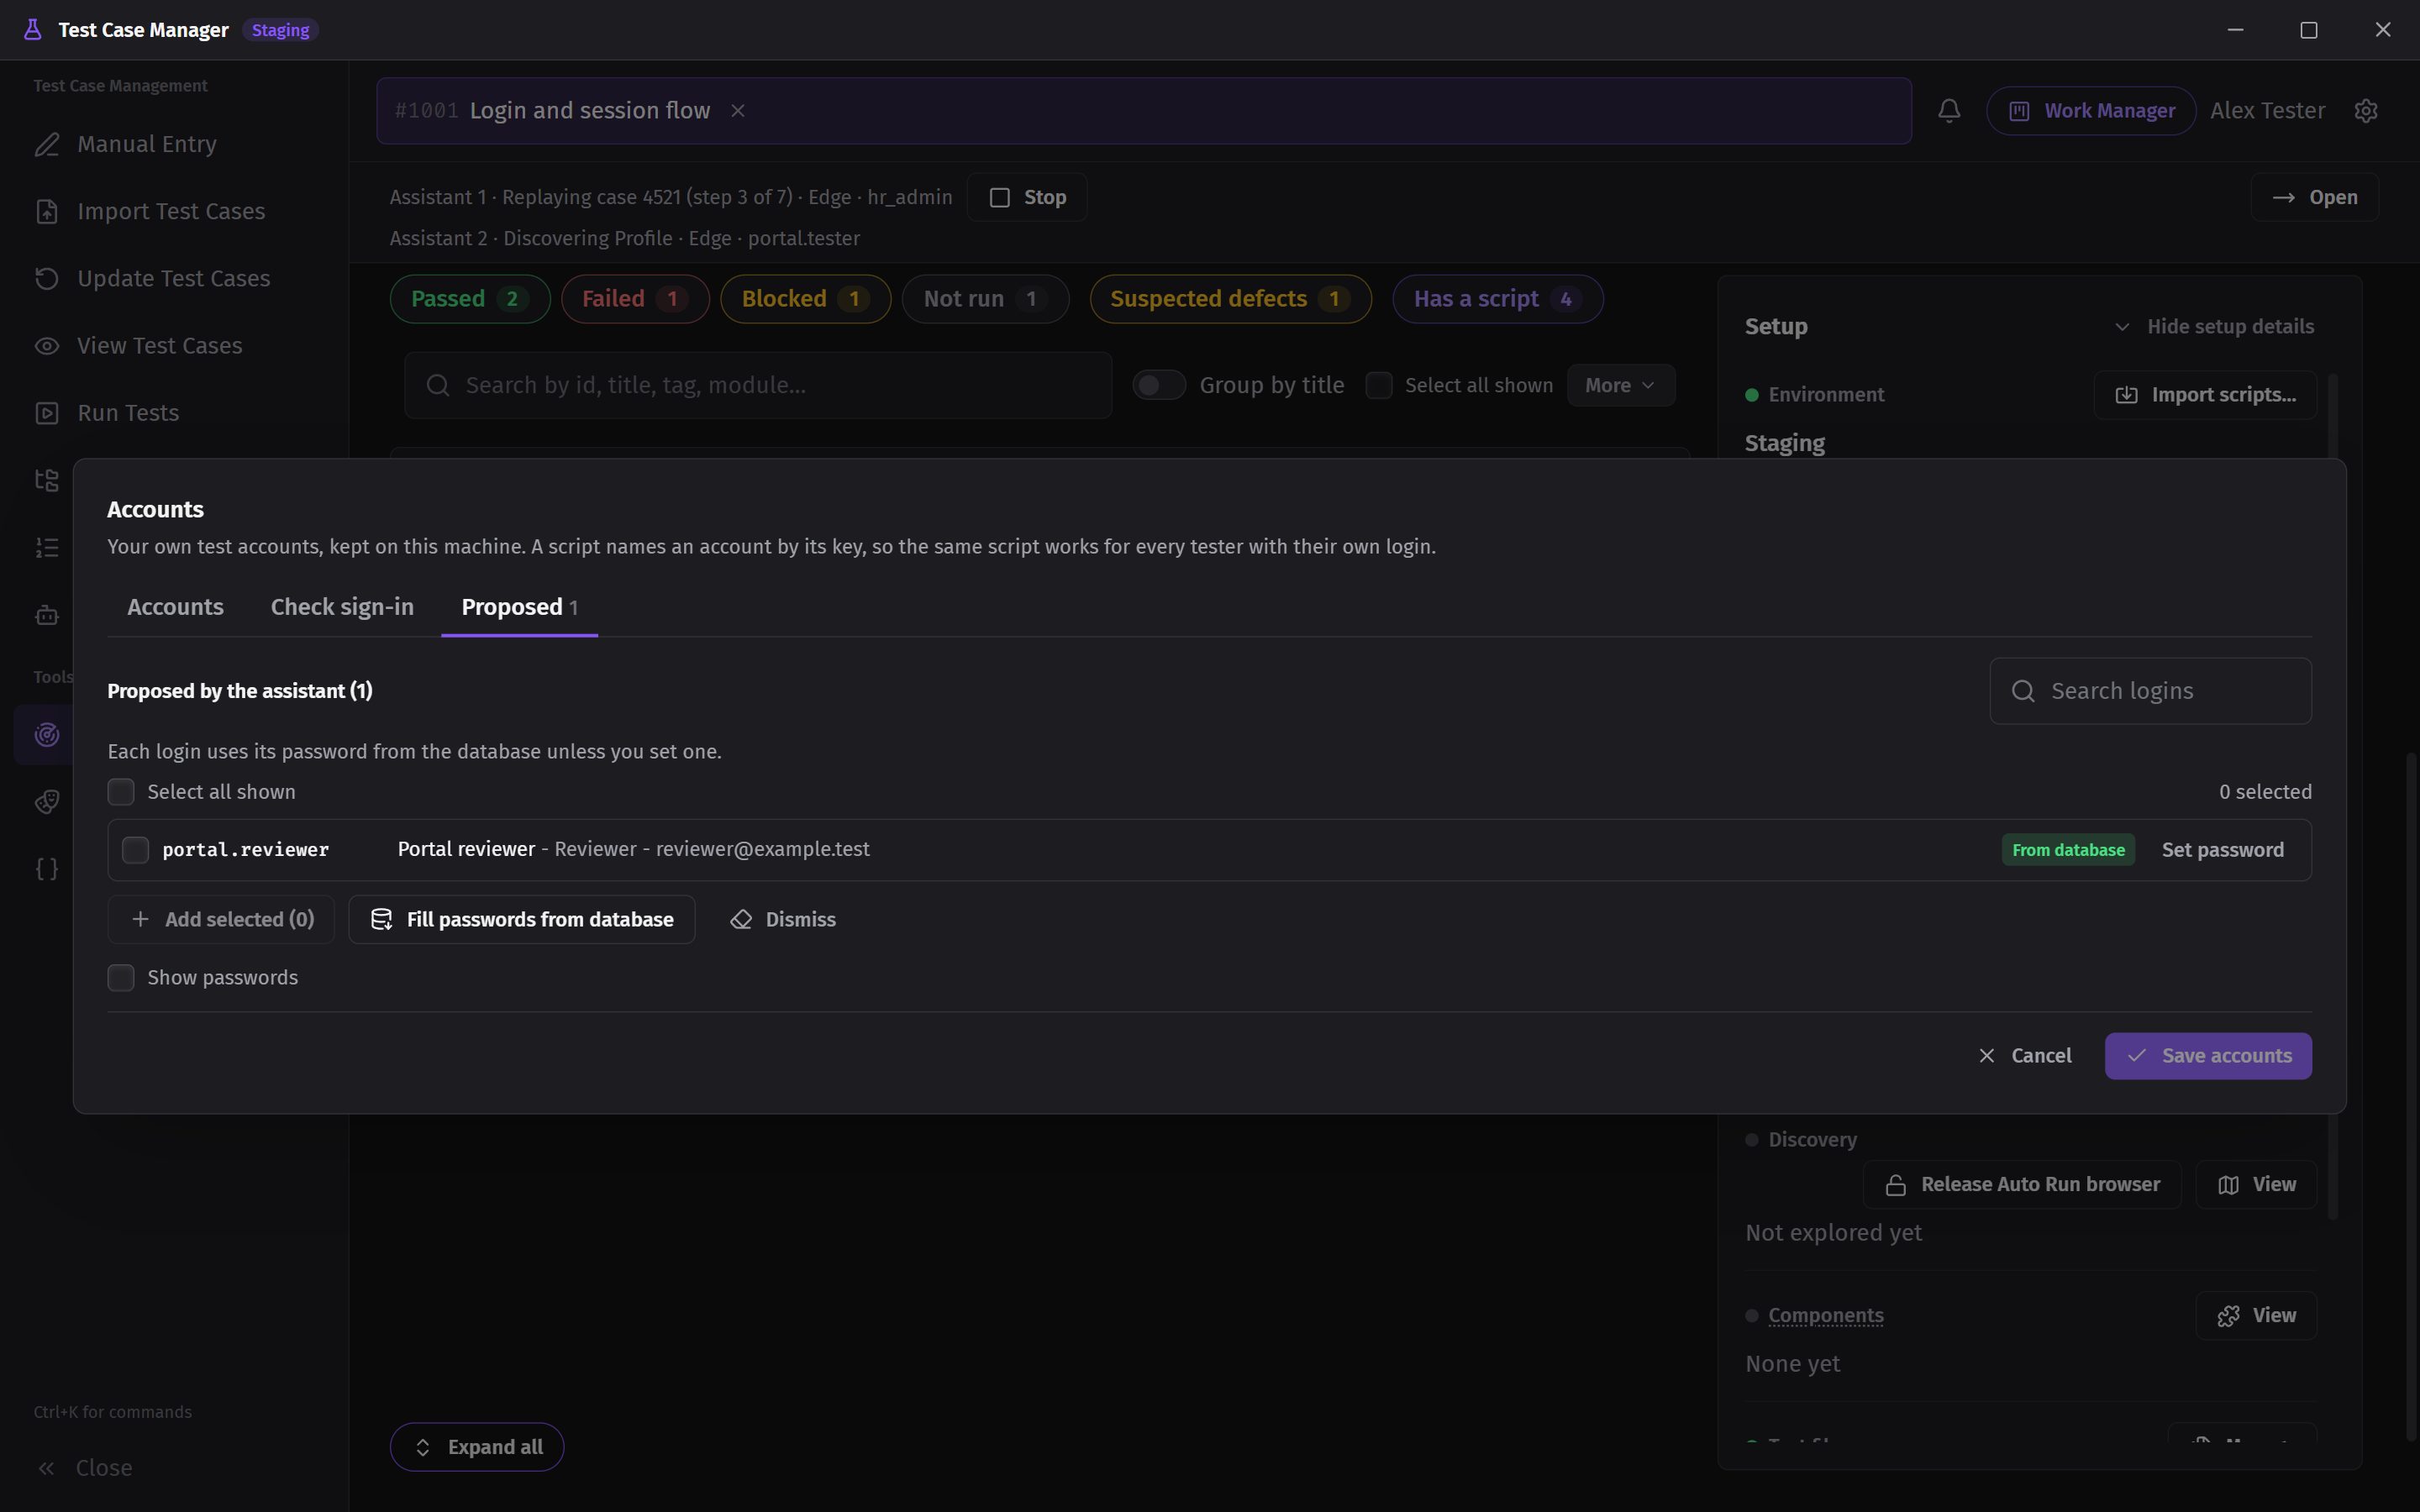 Test Case Manager Staging
Test Case Management
Manual Entry
Import Test Cases
Update Test Cases
View Test Cases
Run Tests
Tools
Ctrl+K for commands
Close
#1001 Login and session flow
Work Manager
Alex Tester
Assistant 1 · Replaying case 4521 (step 3 of 7) · Edge · hr_admin
Stop
Open
Assistant 2 · Discovering Profile · Edge · portal.tester
Passed 2
Failed 1
Blocked 1
Not run 1
Suspected defects 1
Has a script 4
Search by id, title, tag, module...
Group by title
Select all shown
More
Setup
Hide setup details
Environment
Import scripts...
Staging
Accounts
Your own test accounts, kept on this machine. A script names an account by its key, so the same script works for every tester with their own login.
Accounts
Check sign-in
Proposed 1
Proposed by the assistant (1)
Search logins
Each login uses its password from the database unless you set one.
Select all shown
0 selected
portal.reviewer
Portal reviewer - Reviewer - reviewer@example.test
From database
Set password
Add selected (0)
Fill passwords from database
Dismiss
Show passwords
Cancel
Save accounts
Discovery
Release Auto Run browser
View
Not explored yet
Components
View
None yet
Expand all